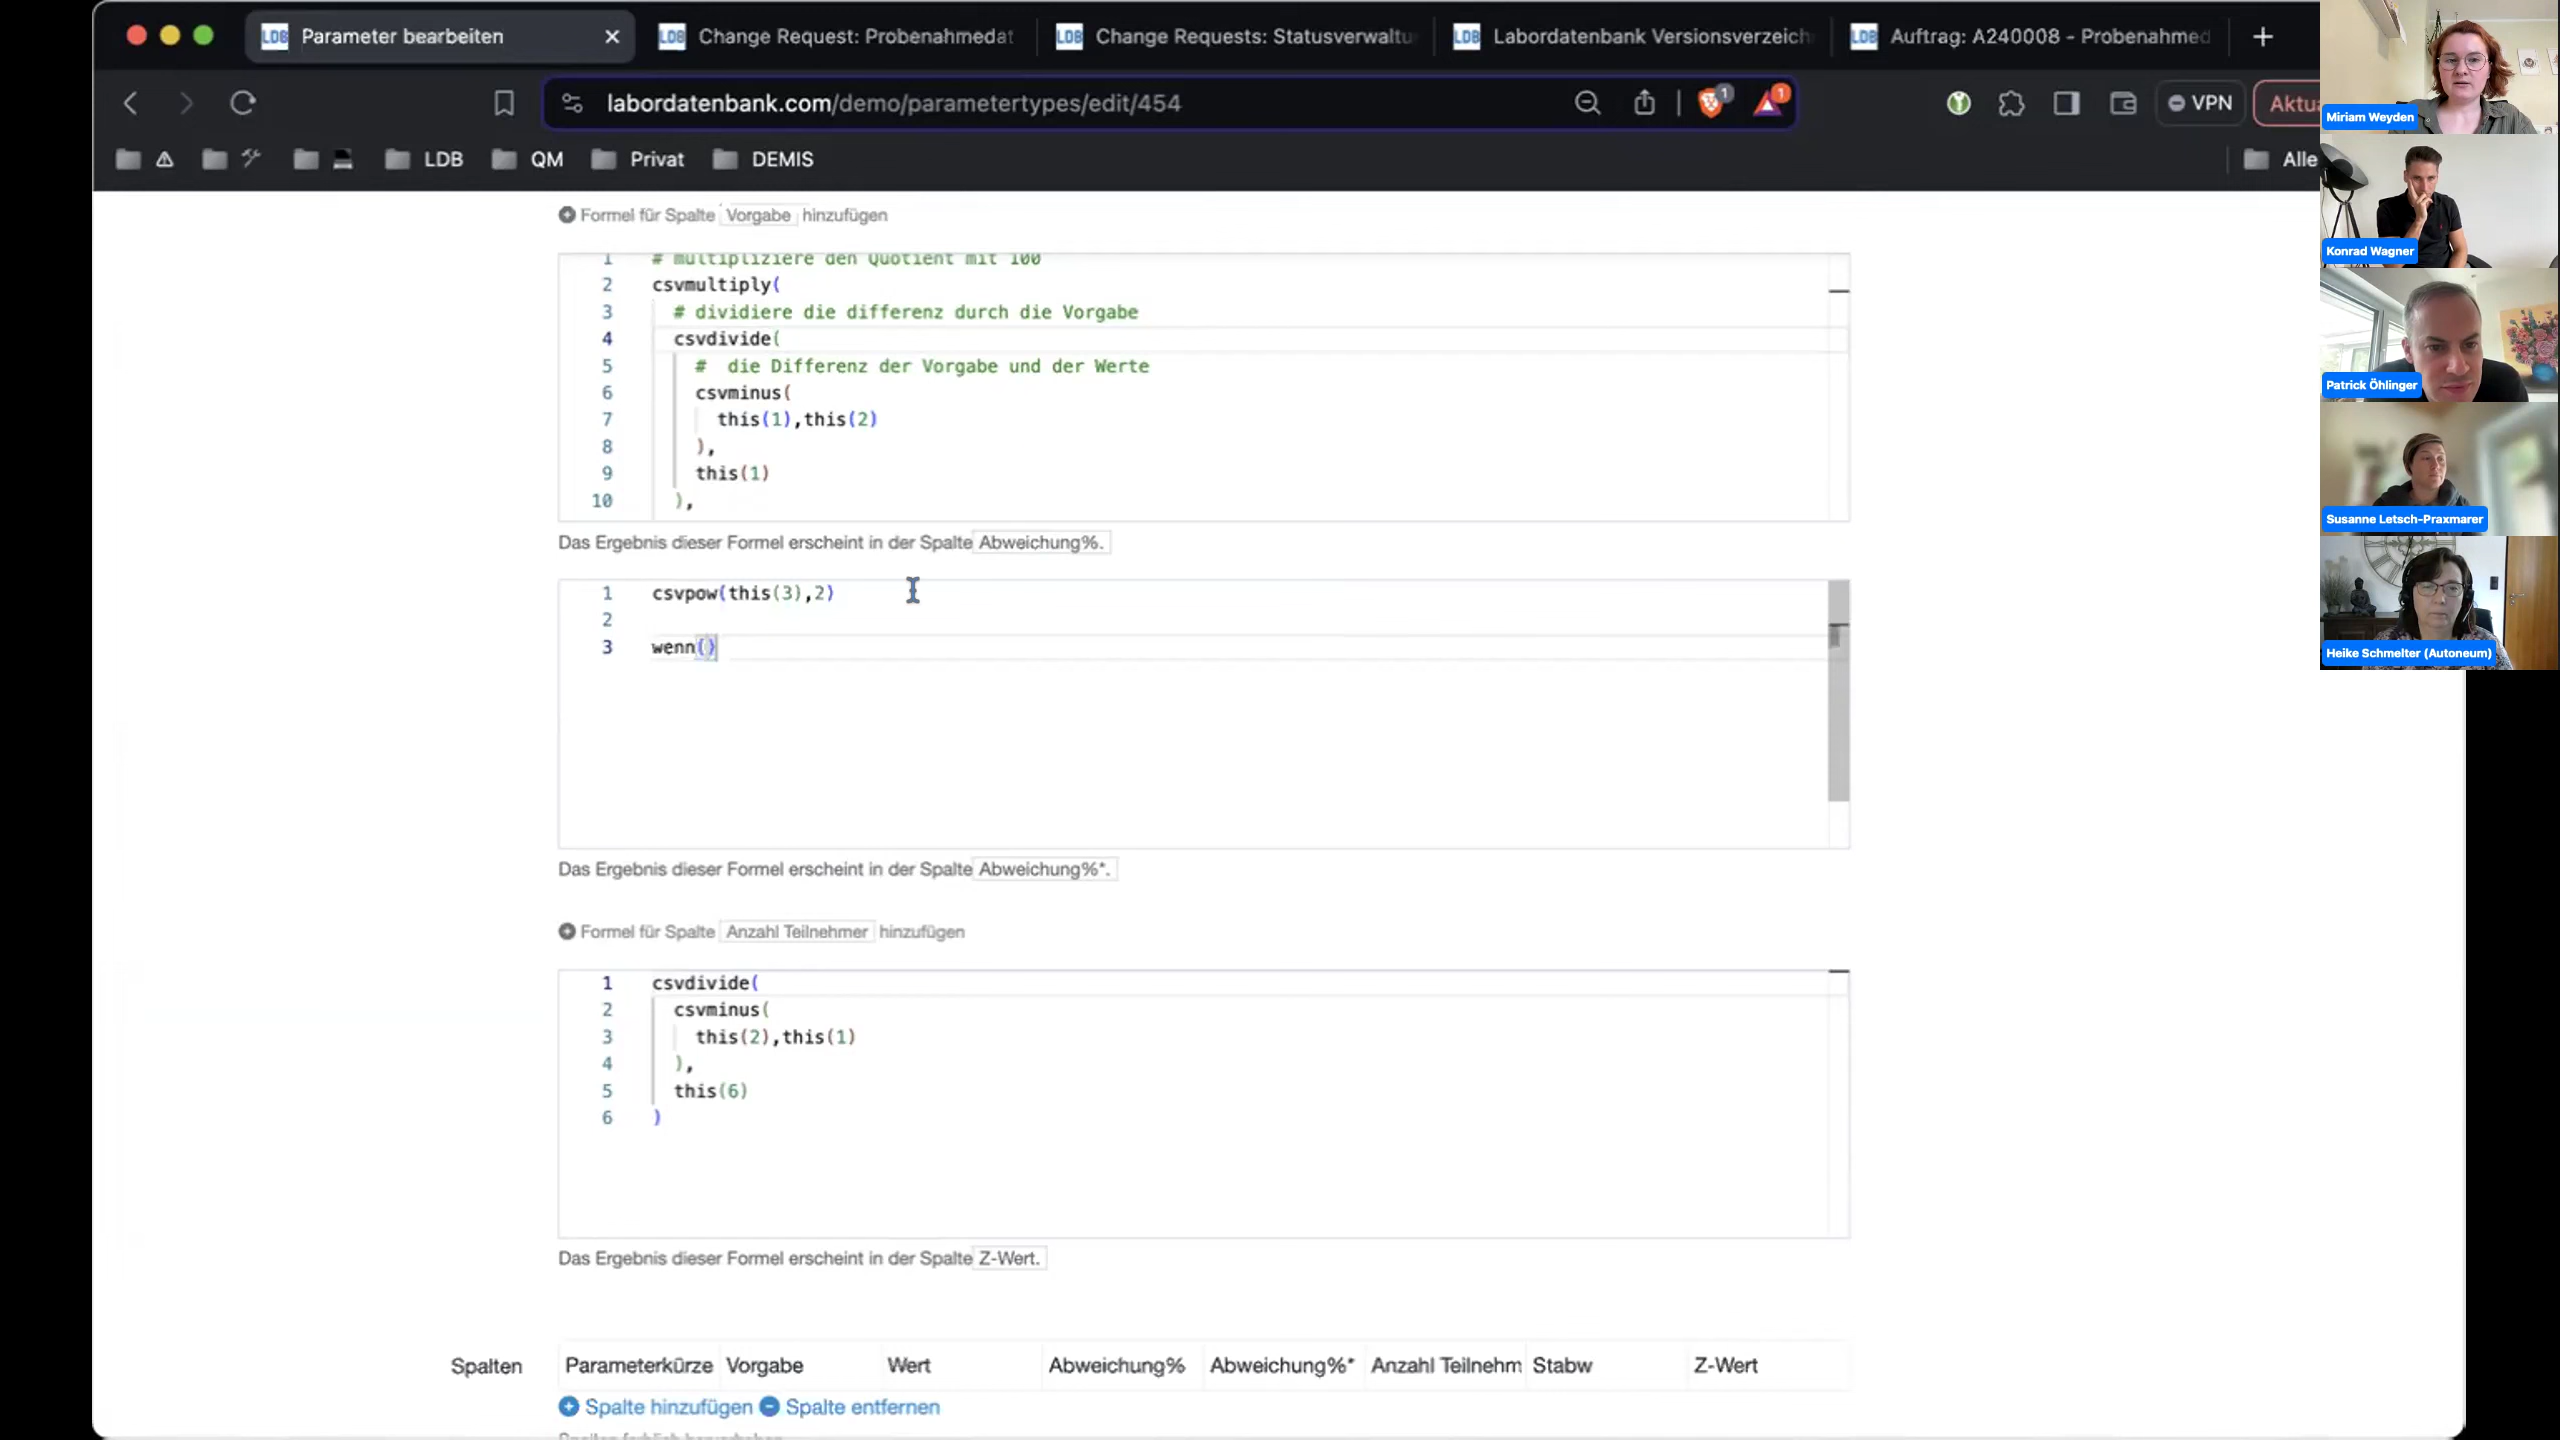 LDB Parameter bearbeiten
LDB Change Request: Probenahmedat
LDB Change Requests: Statusverwaltu
LDB Labordatenbank Versionsverzeich
LDB Auftrag: A240008 - Probenahmed
labordatenbank.com/demo/parametertypes/edit/454
1
1
VPN
Aktu
LDB
QM
Privat
DEMIS
Alle
Formel für Spalte Vorgabe hinzufügen
1 # multipliziere den Quotient mit 100
2 csvmultiply(
3 # dividiere die differenz durch die Vorgabe
4 csvdivide(
5 # die Differenz der Vorgabe und der Werte
6 csvminus(
7 this(1),this(2)
8 ),
9 this(1)
10 ),
Das Ergebnis dieser Formel erscheint in der Spalte Abweichung%.
1 csvpow(this(3),2)
2
3 wenn()
Das Ergebnis dieser Formel erscheint in der Spalte Abweichung%*.
Formel für Spalte Anzahl Teilnehmer hinzufügen
1 csvdivide(
2 csvminus(
3 this(2),this(1)
4 ),
5 this(6)
6 )
Das Ergebnis dieser Formel erscheint in der Spalte Z-Wert.
Spalten Parameterkürze Vorgabe Wert Abweichung% Abweichung%* Anzahl Teilnehm Stabw Z-Wert
Spalte hinzufügen Spalte entfernen
Miriam Weyden
Konrad Wagner
Patrick Öhlinger
Susanne Letsch-Praxmarer
Heike Schmelter (Autoneum)